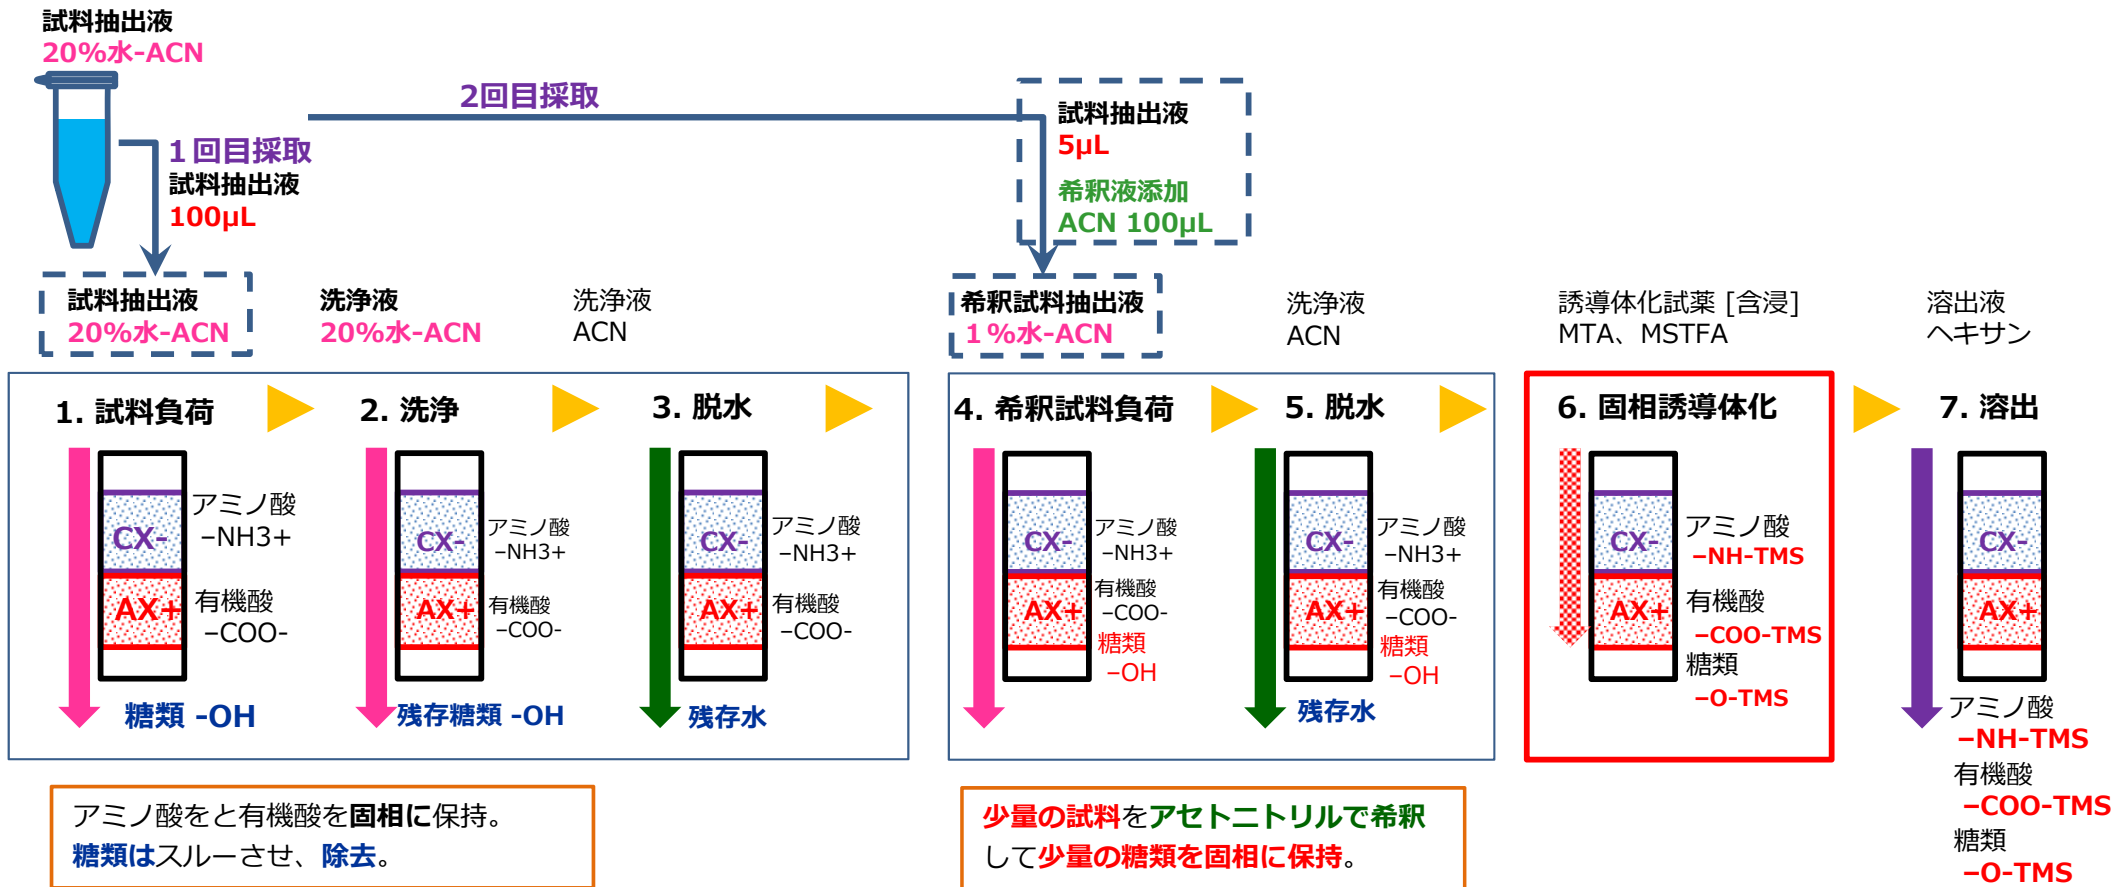 試料抽出液
20%水-ACN
2回目採取
1回目採取
試料抽出液
100µL
試料抽出液
5µL
希釈液添加
ACN 100µL
試料抽出液
20%水-ACN
洗浄液
20%水-ACN
洗浄液
ACN
希釈試料抽出液
1%水-ACN
洗浄液
ACN
誘導体化試薬 [含浸]
MTA、MSTFA
溶出液
ヘキサン
1. 試料負荷
2. 洗浄
3. 脱水
4. 希釈試料負荷
5. 脱水
6. 固相誘導体化
7. 溶出
CX-
AX+
アミノ酸
–NH3+
有機酸
–COO-
糖類 -OH
CX-
AX+
アミノ酸
–NH3+
有機酸
–COO-
残存糖類 -OH
CX-
AX+
アミノ酸
–NH3+
有機酸
–COO-
残存水
CX-
AX+
アミノ酸
–NH3+
有機酸
–COO-
糖類
–OH
CX-
AX+
アミノ酸
–NH3+
有機酸
–COO-
糖類
–OH
残存水
CX-
AX+
アミノ酸
–NH-TMS
有機酸
–COO-TMS
糖類
–O-TMS
CX-
AX+
アミノ酸
–NH-TMS
有機酸
–COO-TMS
糖類
–O-TMS
アミノ酸をと有機酸を固相に保持。
糖類はスルーさせ、除去。
少量の試料をアセトニトリルで希釈
して少量の糖類を固相に保持。